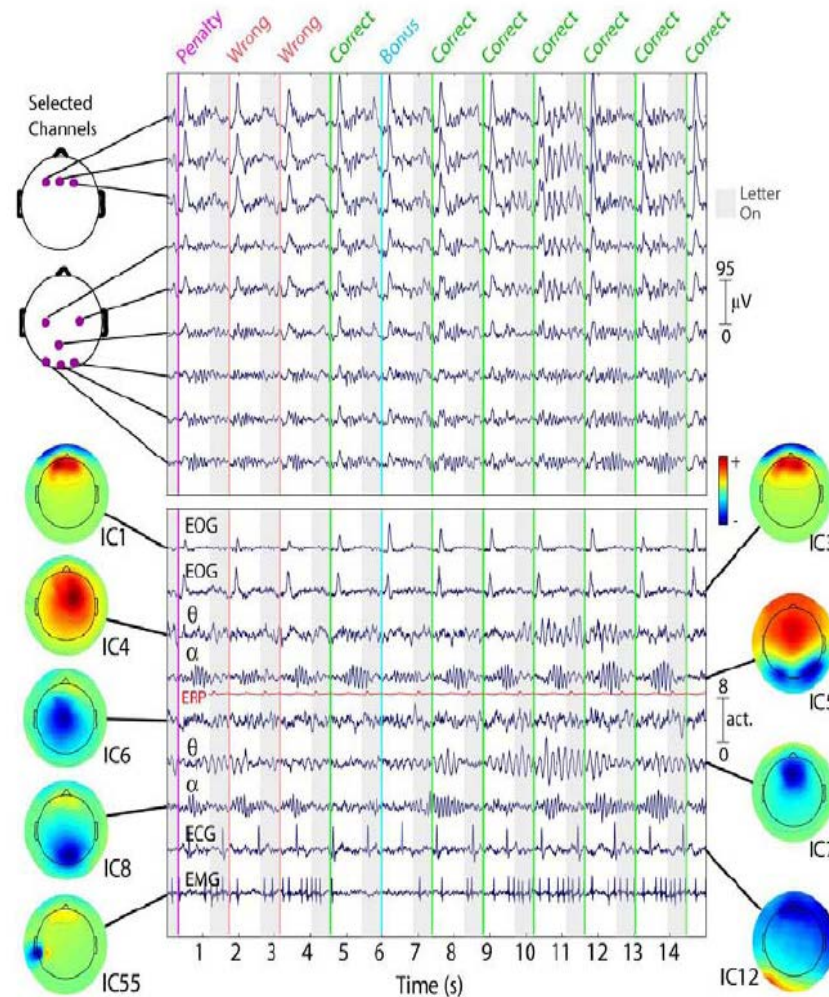 Penalty
Wrong
Wrong
Correct
Bonus
Correct
Correct
Correct
Correct
Correct
Correct
Selected
Channels
Letter
On
95
μV
0
+
-
EOG
IC1
IC3
EOG
θ
IC4
α
IC5
ERP
8
act.
0
IC6
θ
IC7
α
IC8
ECG
EMG
IC55
IC12
1 2 3 4 5 6 7 8 9 10 11 12 13 14
Time (s)